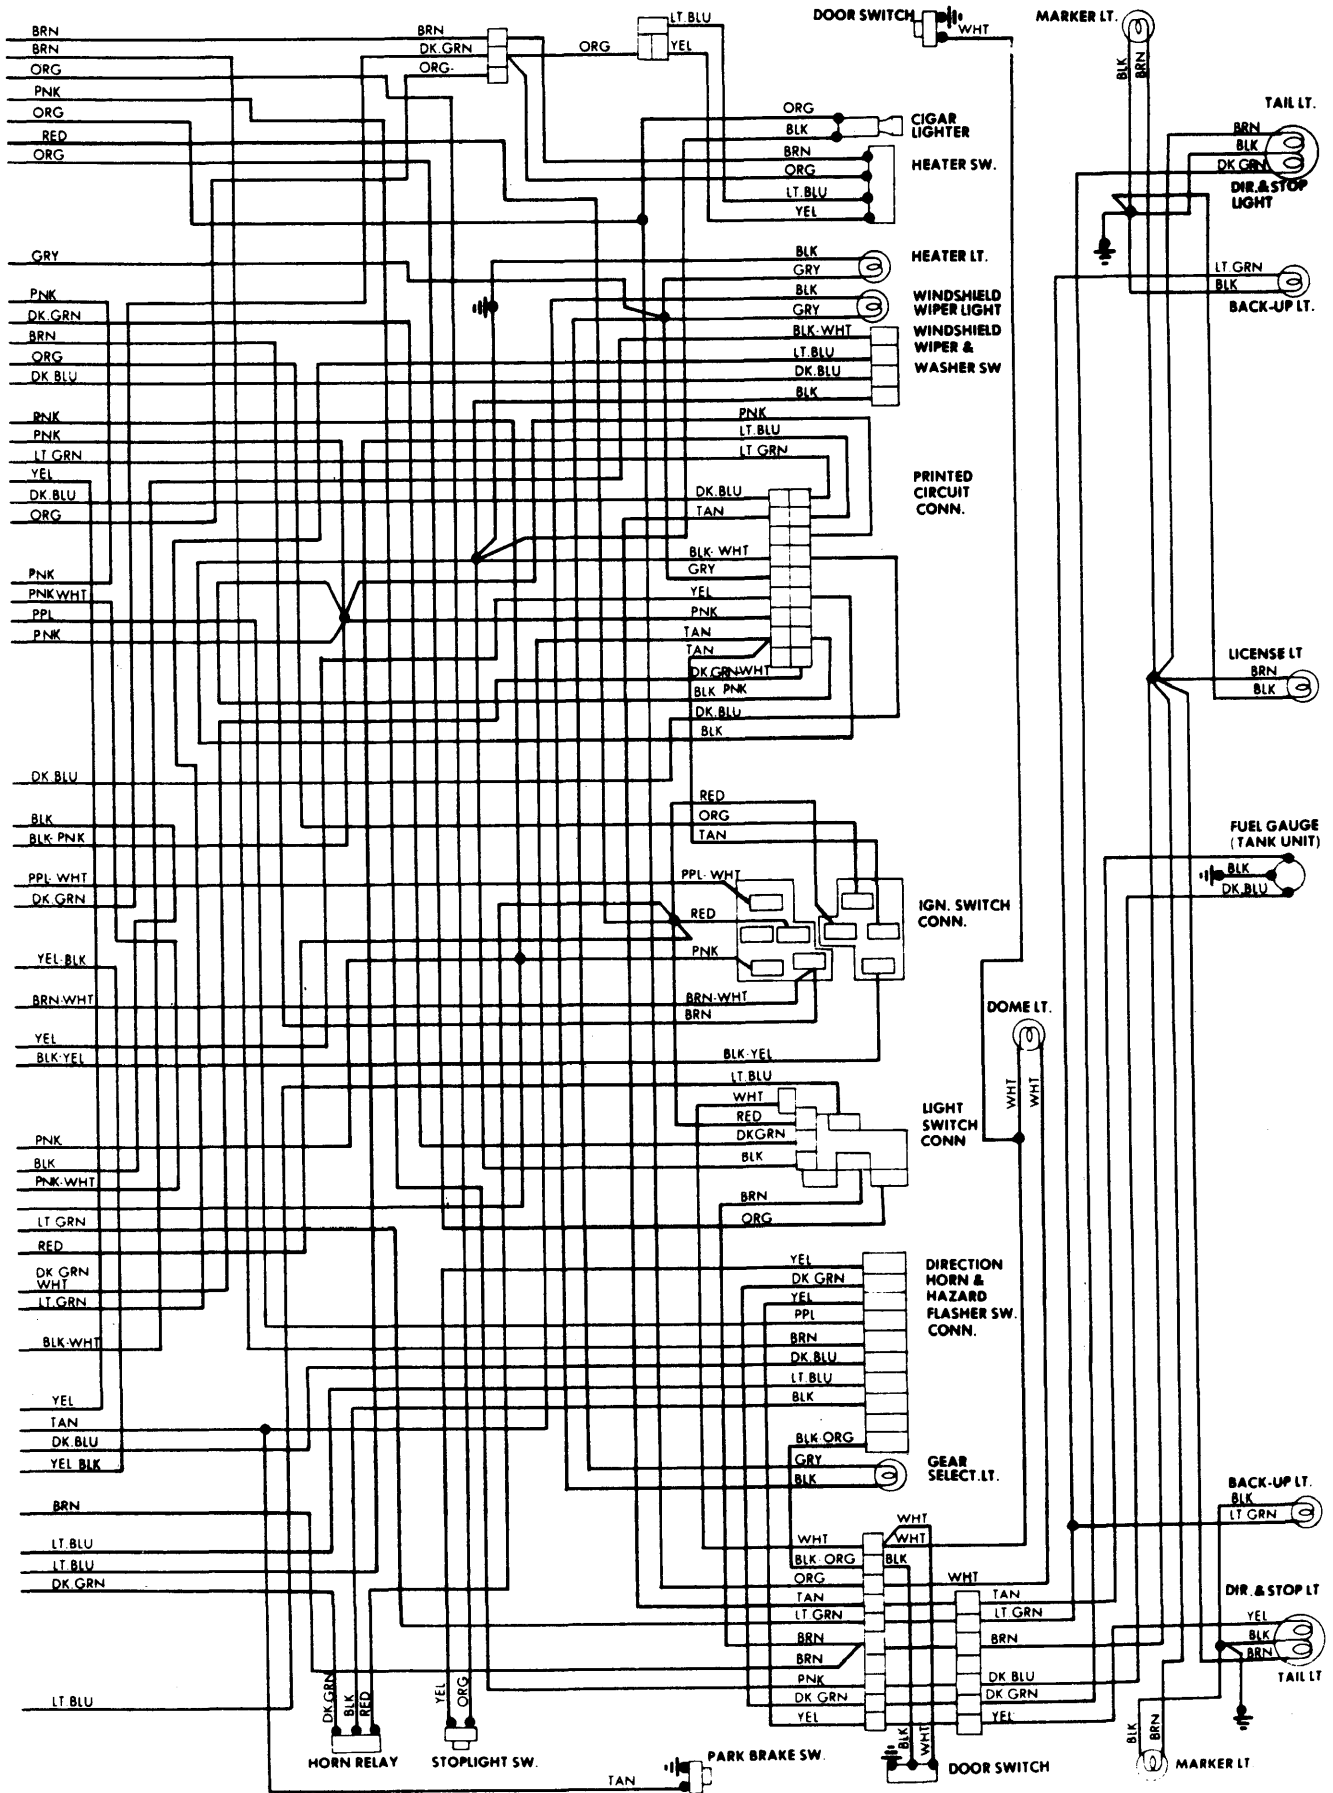 BRN
BRN
ORG
PNK
ORG
RED
ORG
GRY
PNK
DK.GRN
BRN
ORG
DK BLU
PNK
PNK
LT GRN
YEL
DK.BLU
ORG
PNK
PNK WHT
PPL
PNK
DK BLU
BLK
BLK- PNK
PPL- WHT
DK.GRN
YEL-BLK
BRN-WHT
YEL
BLK-YEL
PNK
BLK
PNK-WHT
LT GRN
RED
DK GRN
WHT
LT.GRN
BLK-WHT
YEL
TAN
DK.BLU
YEL BLK
BRN
LT.BLU
LT.BLU
DK GRN
LT.BLU
BRN
DK.GRN
ORG-
ORG
LT.BLU
YEL
DOOR SWITCH
WHT
MARKER LT.
BLK
BRN
ORG
BLK
CIGAR
LIGHTER
BRN
ORG
LT.BLU
YEL
HEATER SW.
TAIL LT.
BRN
BLK
DK GRN
DIR.&STOP
LIGHT
BLK
GRY
HEATER LT.
BLK
GRY
WINDSHIELD
WIPER LIGHT
LT GRN
BLK
BACK-UP LT.
BLK-WHT
LT.BLU
DK.BLU
BLK
WINDSHIELD
WIPER &
WASHER SW
PNK
LT.BLU
LT GRN
DK.BLU
TAN
BLK- WHT
GRY
YEL
PNK
TAN
TAN
DK.GRN-WHT
BLK PNK
DK.BLU
BLK
PRINTED
CIRCUIT
CONN.
LICENSE LT
BRN
BLK
RED
ORG
TAN
PPL- WHT
RED
PNK
BRN-WHT
BRN
BLK-YEL
IGN. SWITCH
CONN.
FUEL GAUGE
(TANK UNIT)
BLK
DK.BLU
DOME LT.
WHT
WHT
LT.BLU
WHT
RED
DKGRN
BLK
BRN
ORG
LIGHT
SWITCH
CONN
YEL
DK GRN
YEL
PPL
BRN
DK.BLU
LT.BLU
BLK
BLK-ORG
DIRECTION
HORN &
HAZARD
FLASHER SW.
CONN.
GRY
BLK
GEAR
SELECT.LT.
WHT
WHT
WHT
BLK-ORG
BLK
ORG
WHT
TAN
TAN
LT GRN
LT GRN
BRN
BRN
BRN
PNK
DK BLU
DK GRN
DK GRN
YEL
YEL
BACK-UP LT.
BLK
LT GRN
DIR.& STOP LT
YEL
BLK
BRN
TAIL LT
DK GRN
BLK
RED
HORN RELAY
YEL
ORG
STOPLIGHT SW.
TAN
PARK BRAKE SW.
BLK
WHT
DOOR SWITCH
BLK
BRN
MARKER LT